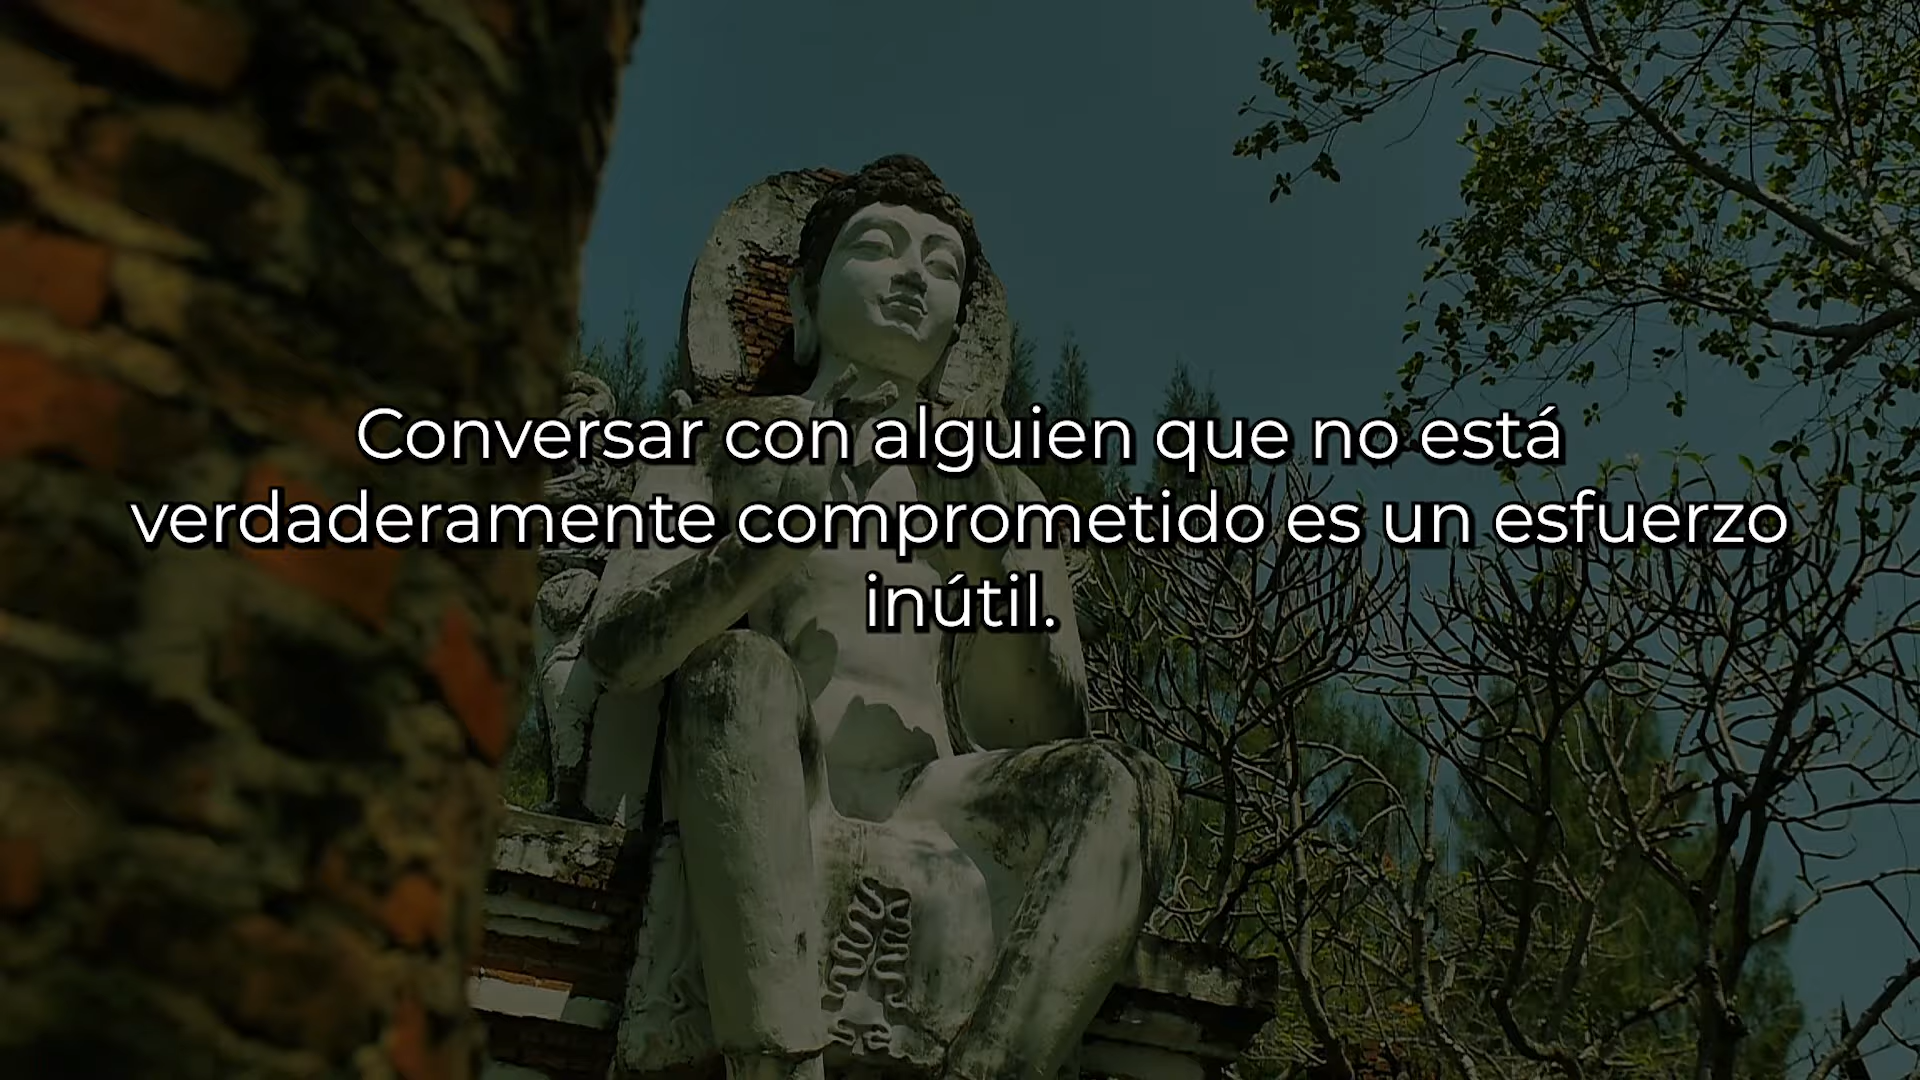 Conversar con alguien que no está
verdaderamente comprometido es un esfuerzo
inútil.